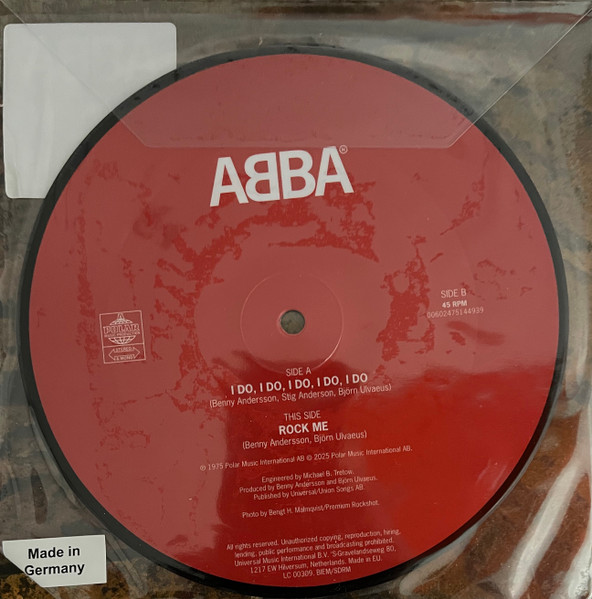 ABBA®
SIDE B
45 RPM
00602475144939
POLAR
SIDE A
I DO, I DO, I DO, I DO, I DO
(Benny Andersson, Stig Anderson, Björn Ulvaeus)
THIS SIDE
ROCK ME
(Benny Andersson, Björn Ulvaeus)
℗ 1975 Polar Music International AB © 2025 Polar Music International AB.
Engineered by Michael B. Tretow.
Produced by Benny Andersson and Björn Ulvaeus.
Published by Universal/Union Songs AB.
Photo by Bengt H. Malmqvist/Premium Rockshot.
All rights reserved. Unauthorized copying, reproduction, hiring,
lending, public performance and broadcasting prohibited.
Universal Music International B.V. 'S-Gravelandseweg 80,
1217 EW Hilversum, Netherlands. Made in EU.
LC 00309. BIEM/SDRM
Made in
Germany